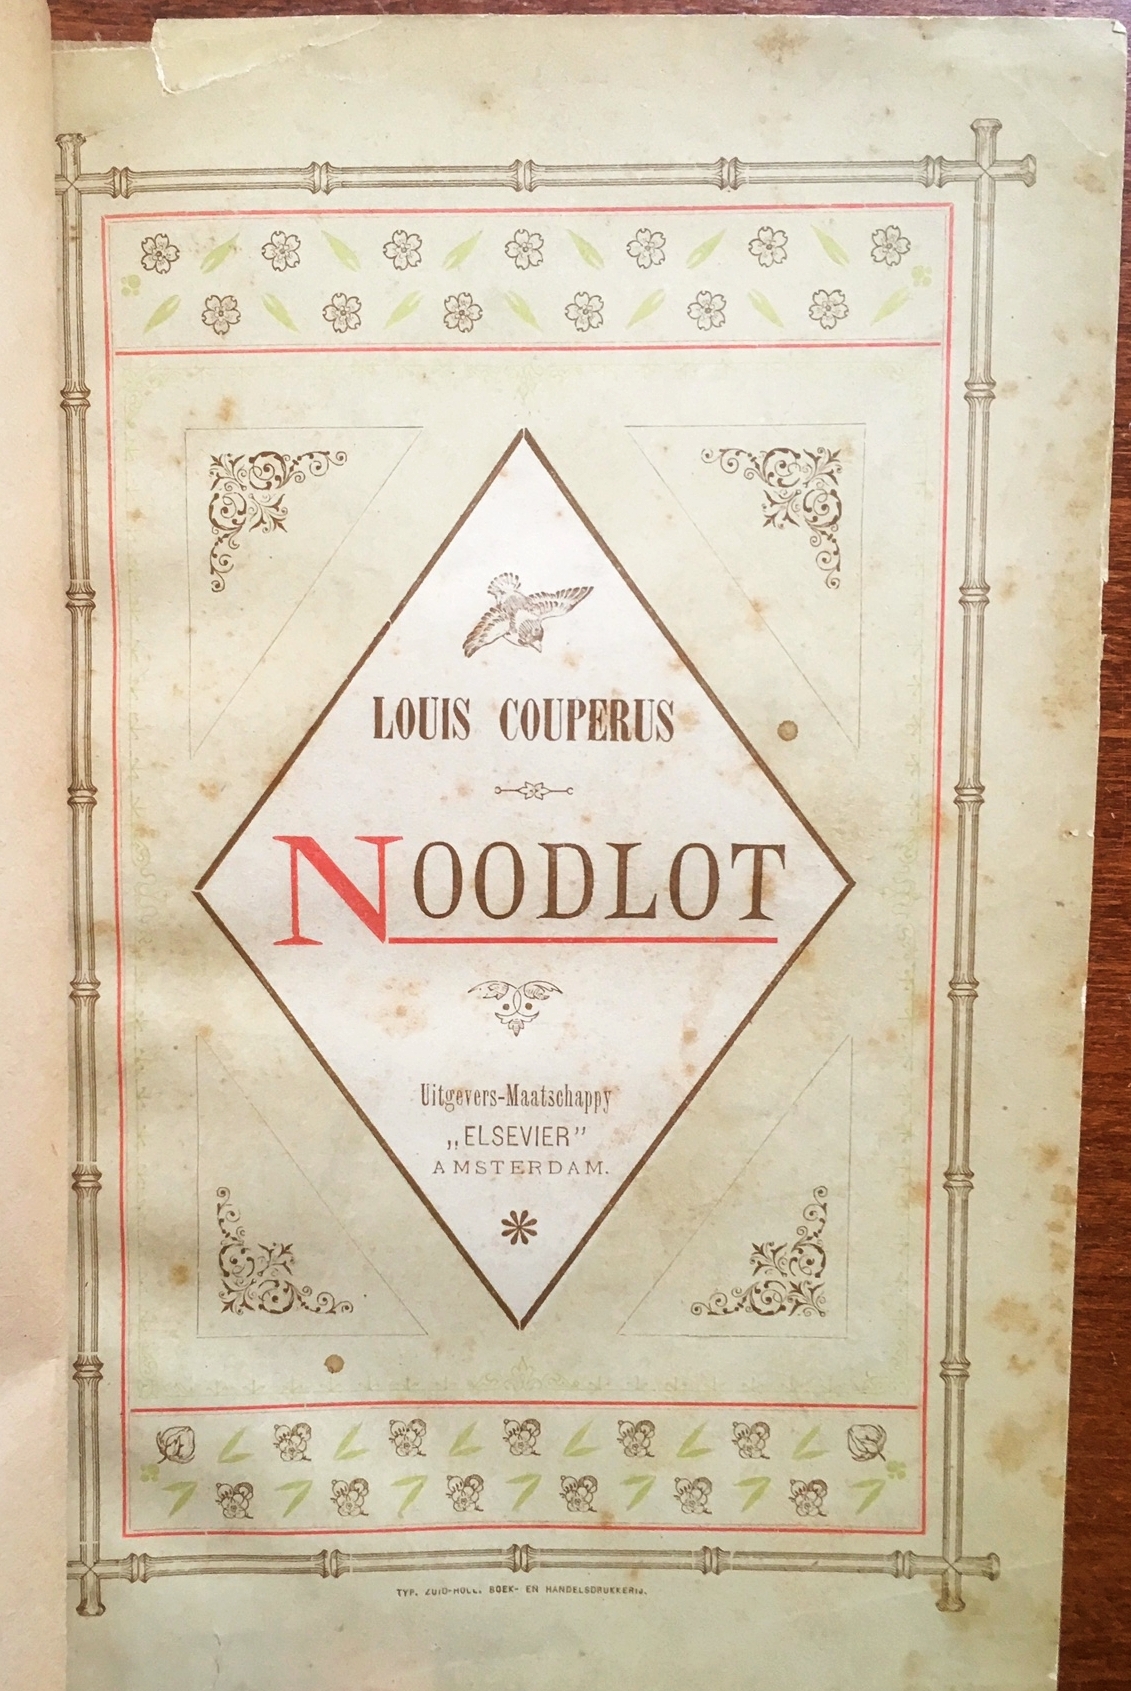 LOUIS COUPERUS
NOODLOT
Uitgevers-Maatschappy
„ELSEVIER”
AMSTERDAM.
TYP. ZUID-HOLL. BOEK- EN HANDELSDRUKKERIJ.